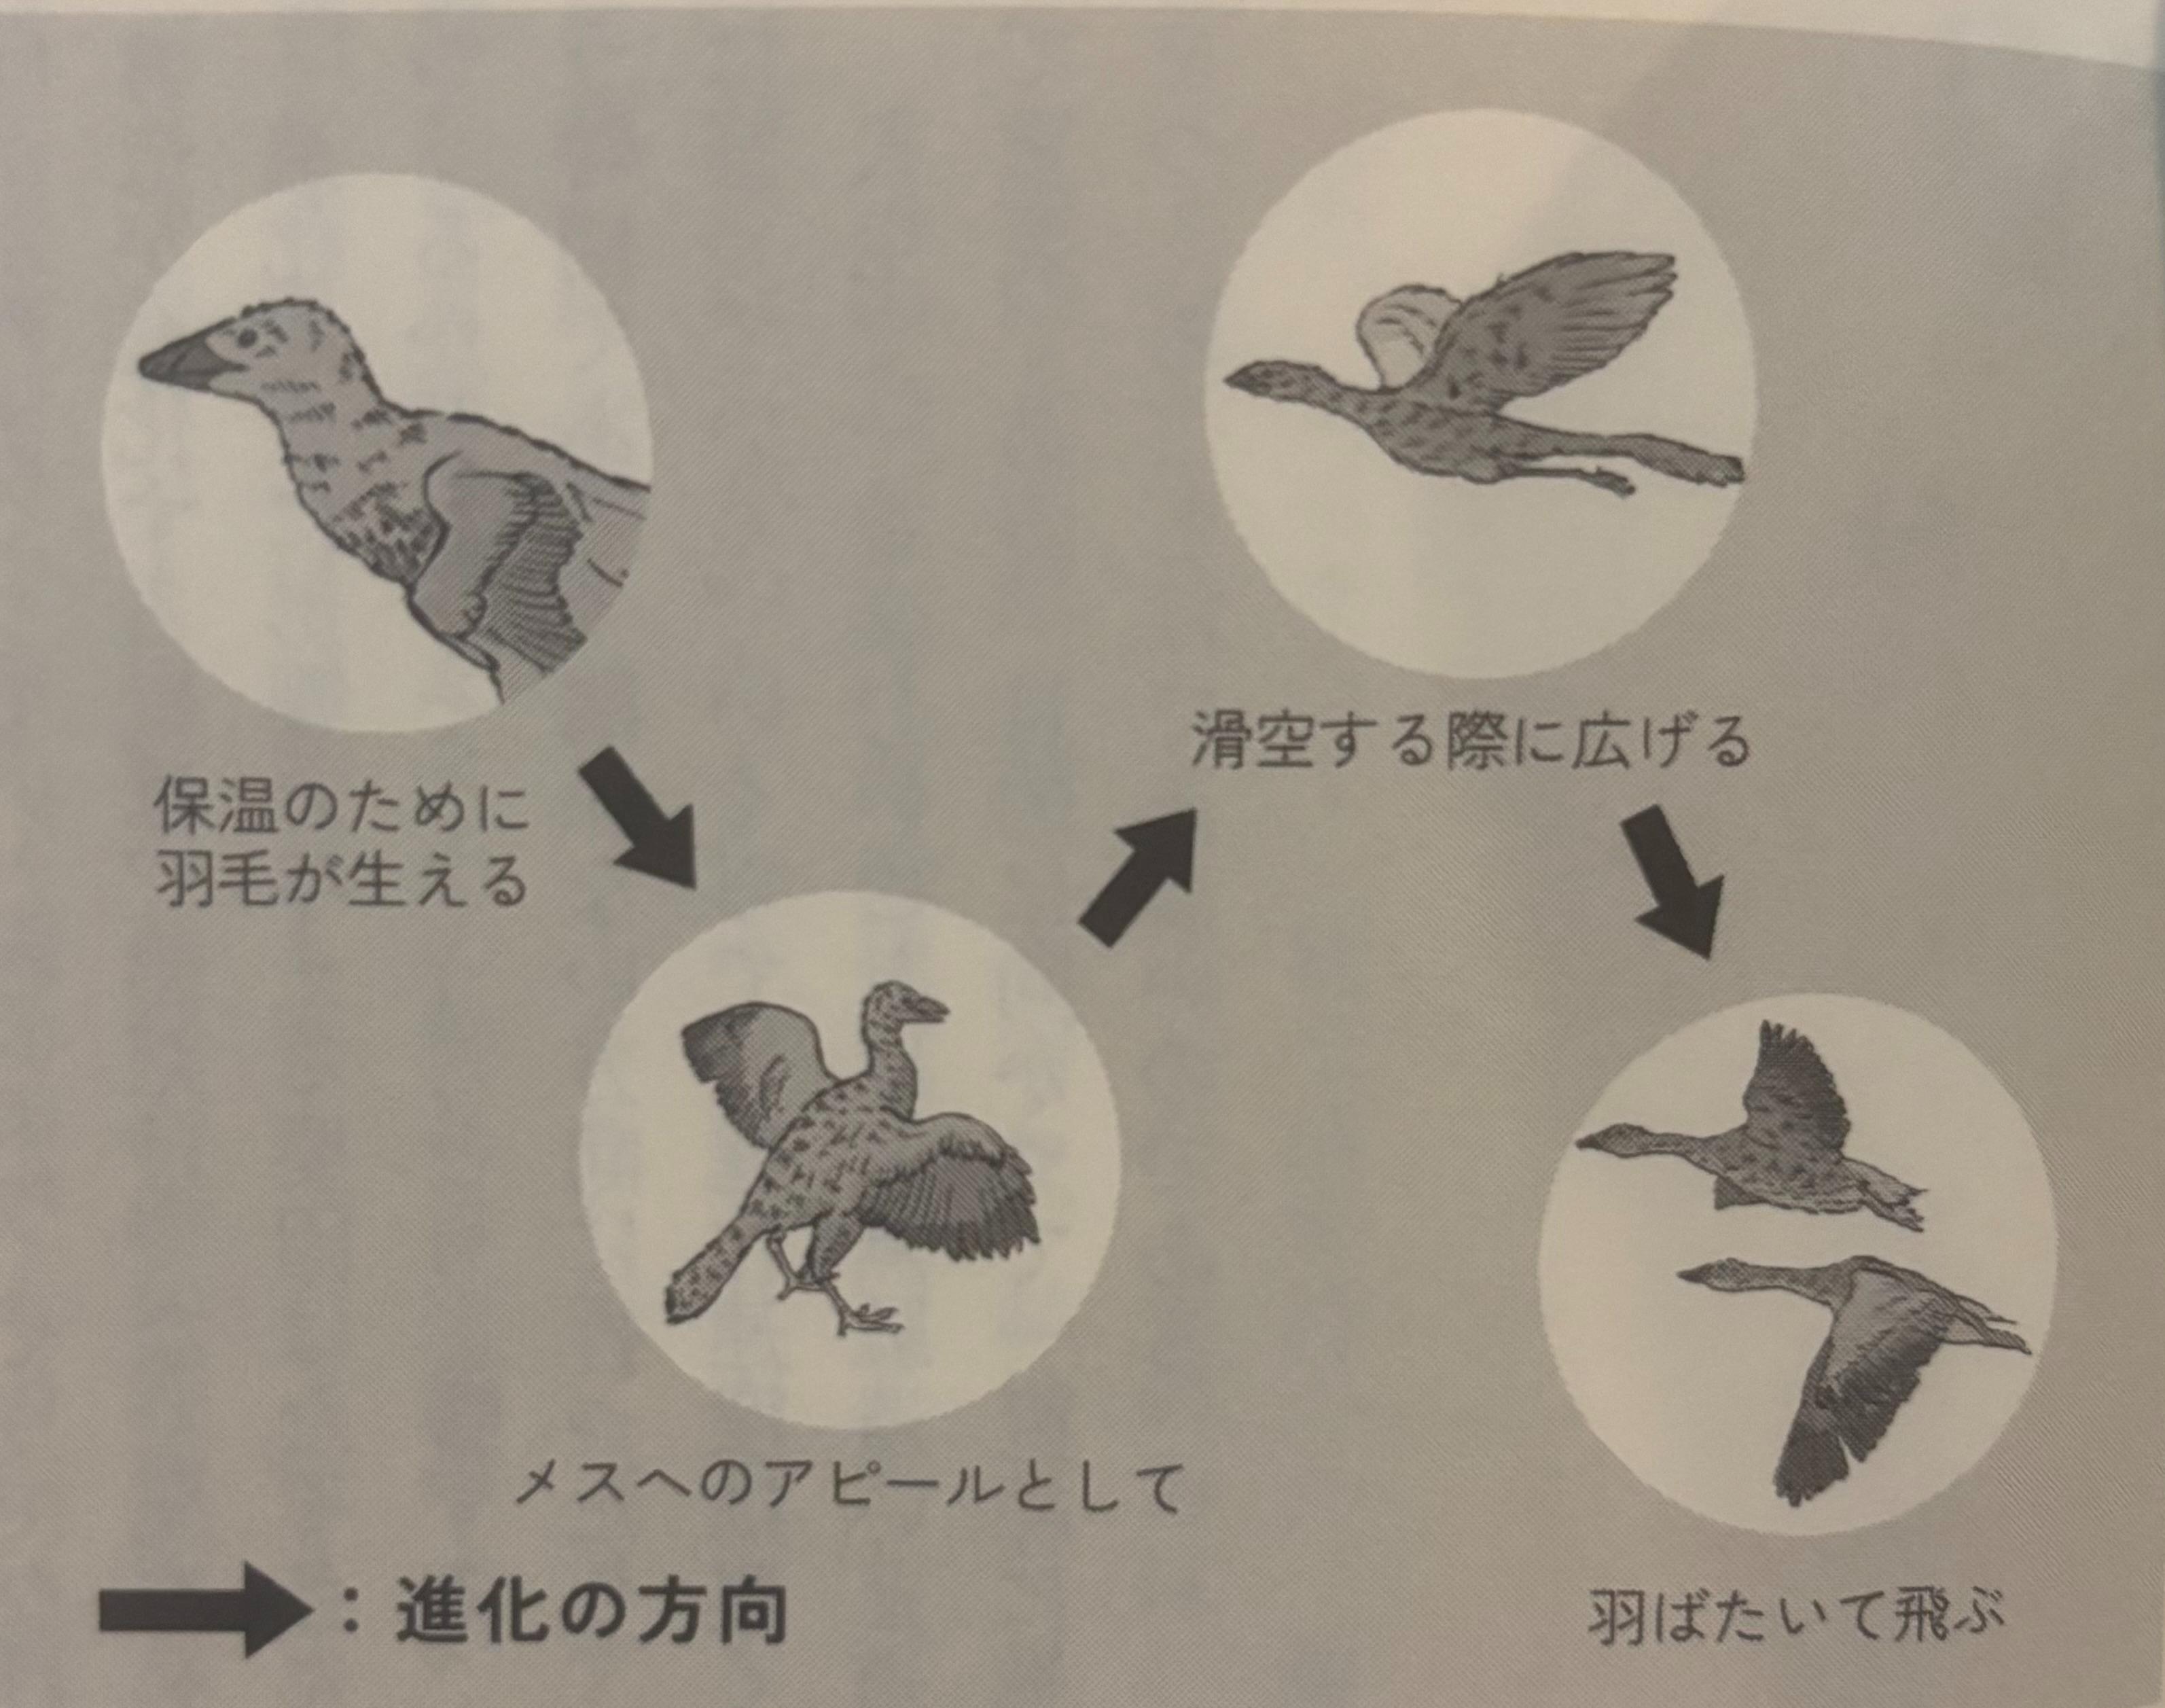 保温のために
羽毛が生える
メスへのアピールとして
滑空する際に広げる
羽ばたいて飛ぶ
：進化の方向